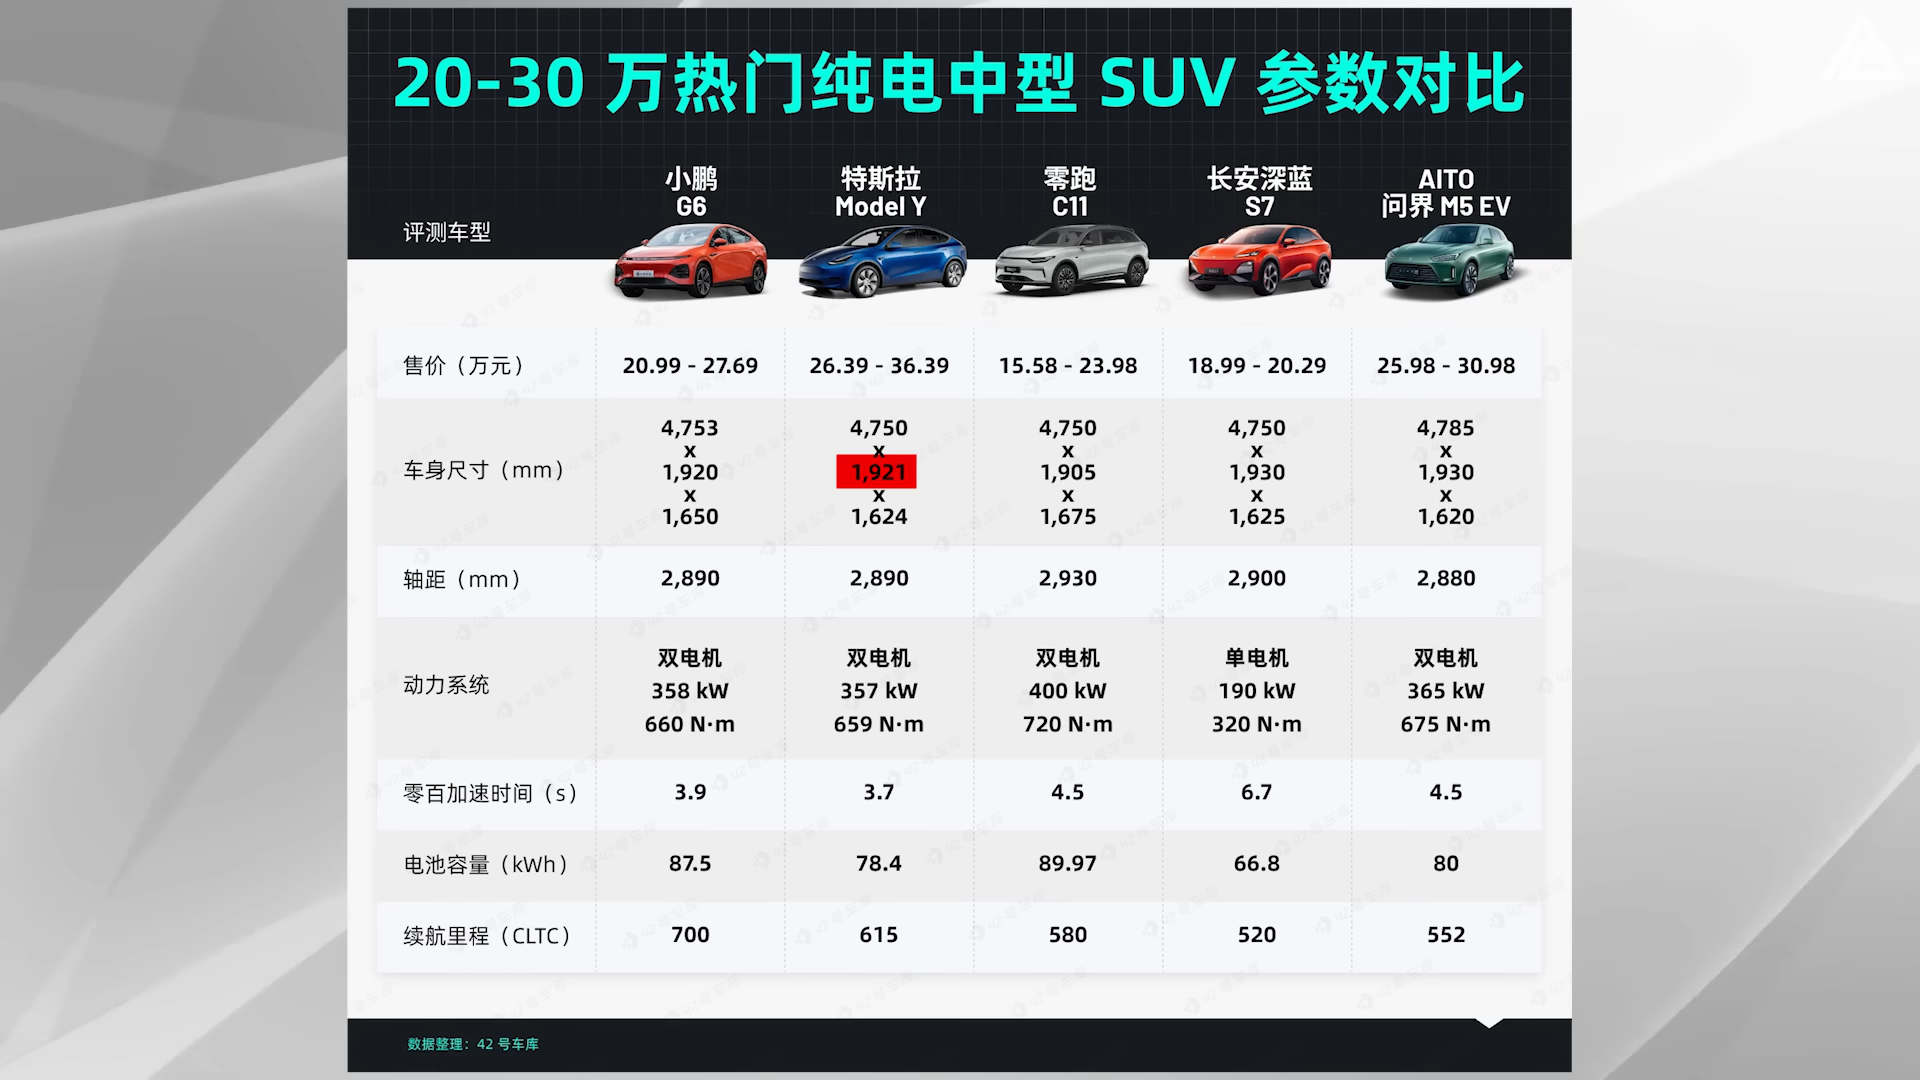 20-30 万热门纯电中型 SUV 参数对比
评测车型
小鹏
G6
特斯拉
Model Y
零跑
C11
长安深蓝
S7
AITO
问界 M5 EV
售价（万元） 20.99 - 27.69 26.39 - 36.39 15.58 - 23.98 18.99 - 20.29 25.98 - 30.98
车身尺寸（mm）
4,753 4,750 4,750 4,750 4,785
x x x x x
1,920 1,921 1,905 1,930 1,930
x x x x x
1,650 1,624 1,675 1,625 1,620
轴距（mm） 2,890 2,890 2,930 2,900 2,880
动力系统
双电机 双电机 双电机 单电机 双电机
358 kW 357 kW 400 kW 190 kW 365 kW
660 N·m 659 N·m 720 N·m 320 N·m 675 N·m
零百加速时间（s） 3.9 3.7 4.5 6.7 4.5
电池容量（kWh） 87.5 78.4 89.97 66.8 80
续航里程（CLTC） 700 615 580 520 552
数据整理：42 号车库